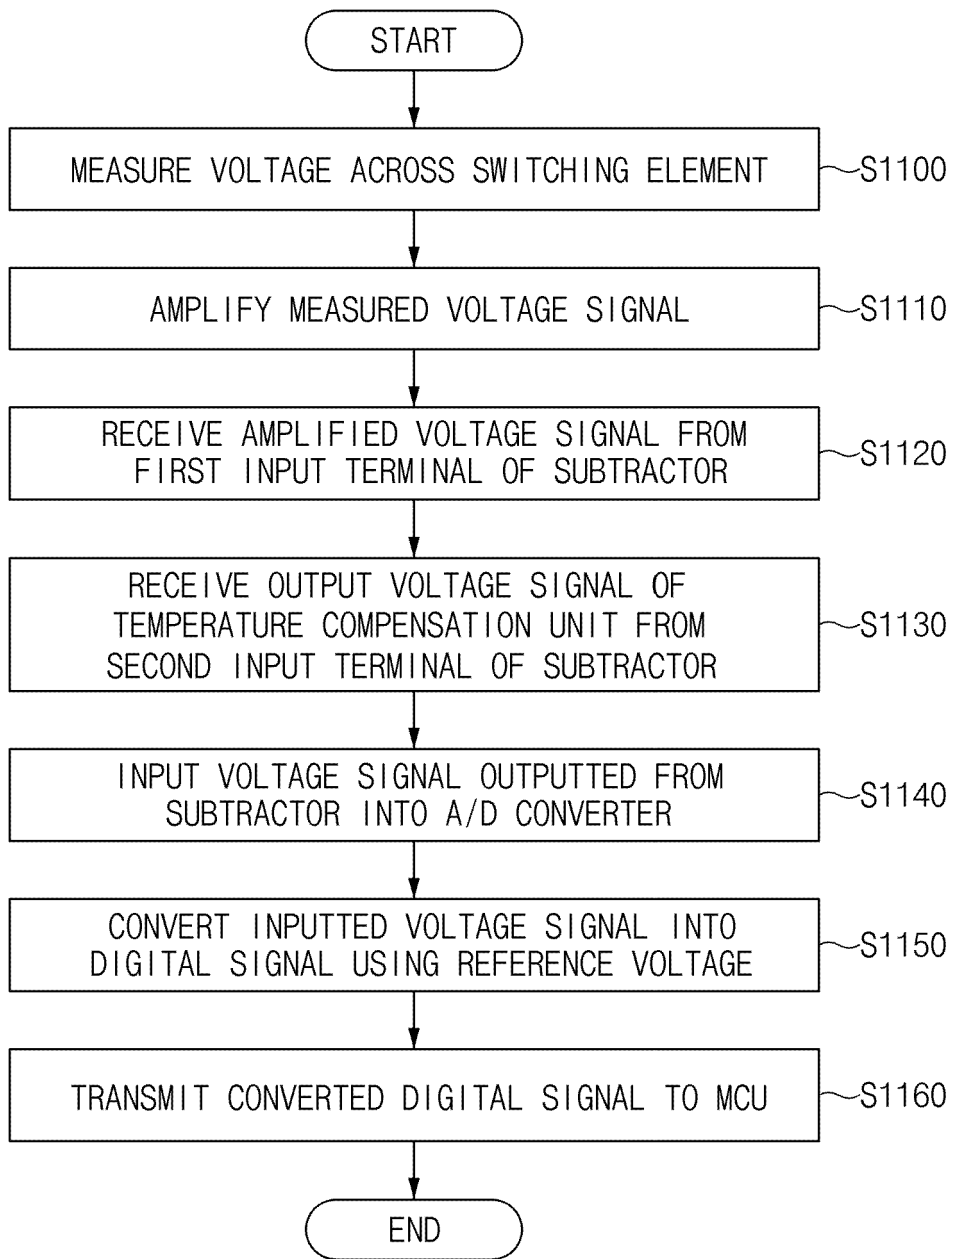 START
MEASURE VOLTAGE ACROSS SWITCHING ELEMENT
S1100
AMPLIFY MEASURED VOLTAGE SIGNAL
S1110
RECEIVE AMPLIFIED VOLTAGE SIGNAL FROM
FIRST INPUT TERMINAL OF SUBTRACTOR
S1120
RECEIVE OUTPUT VOLTAGE SIGNAL OF
TEMPERATURE COMPENSATION UNIT FROM
SECOND INPUT TERMINAL OF SUBTRACTOR
S1130
INPUT VOLTAGE SIGNAL OUTPUTTED FROM
SUBTRACTOR INTO A/D CONVERTER
S1140
CONVERT INPUTTED VOLTAGE SIGNAL INTO
DIGITAL SIGNAL USING REFERENCE VOLTAGE
S1150
TRANSMIT CONVERTED DIGITAL SIGNAL TO MCU
S1160
END